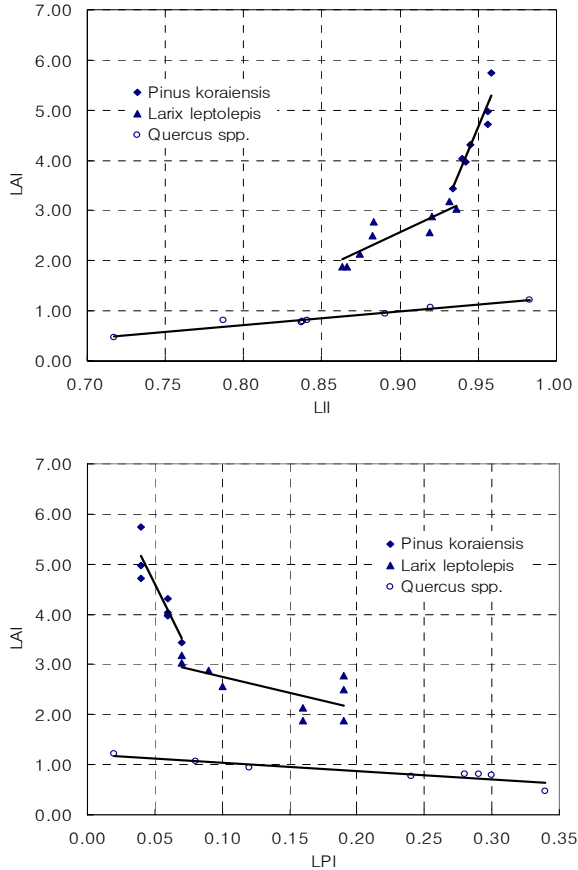 7.00
6.00
5.00
4.00
3.00
2.00
1.00
0.00
LAI
Pinus koraiensis
Larix leptolepis
Quercus spp.
0.70 0.75 0.80 0.85 0.90 0.95 1.00
LII
7.00
6.00
5.00
4.00
3.00
2.00
1.00
0.00
LAI
Pinus koraiensis
Larix leptolepis
Quercus spp.
0.00 0.05 0.10 0.15 0.20 0.25 0.30 0.35
LPI